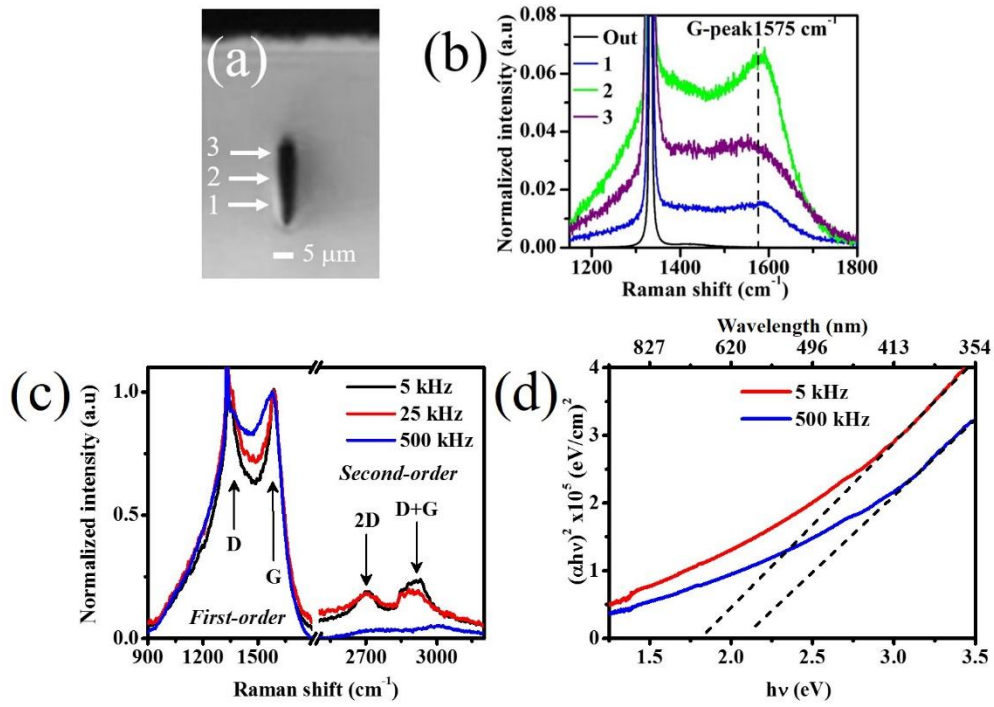 (a)
3
2
1
5 µm
(b)
G-peak1575 cm⁻¹
Out
1
2
3
0.08
0.06
0.04
0.02
0.00
Normalized intensity (a.u)
1200 1400 1600 1800
Raman shift (cm⁻¹)
(c)
5 kHz
25 kHz
500 kHz
Second-order
2D
D+G
D
G
First-order
1.0
0.5
0.0
Normalized intensity (a.u)
900 1200 1500 2700 3000
Raman shift (cm⁻¹)
(d)
Wavelength (nm)
827 620 496 413 354
5 kHz
500 kHz
4
3
2
1
0
(αhν)² x10⁵ (eV/cm)²
1.5 2.0 2.5 3.0 3.5
hν (eV)